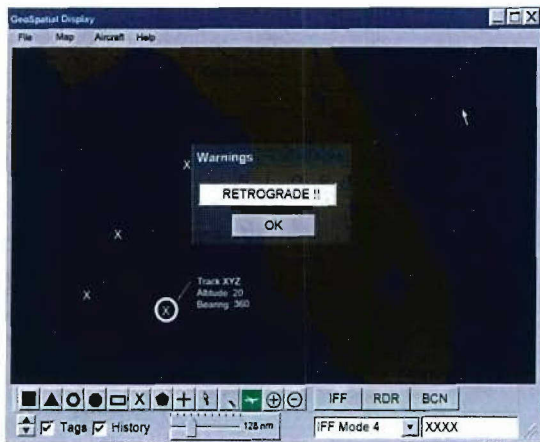 GeoSpatial Display
File Map Aircraft Help
Warnings
RETROGRADE !!
OK
X
X
X
X
Track XYZ
Altitude 20
Bearing 360
X
IFF RDR BCN
Tags History 128 nm IFF Mode 4 XXXX